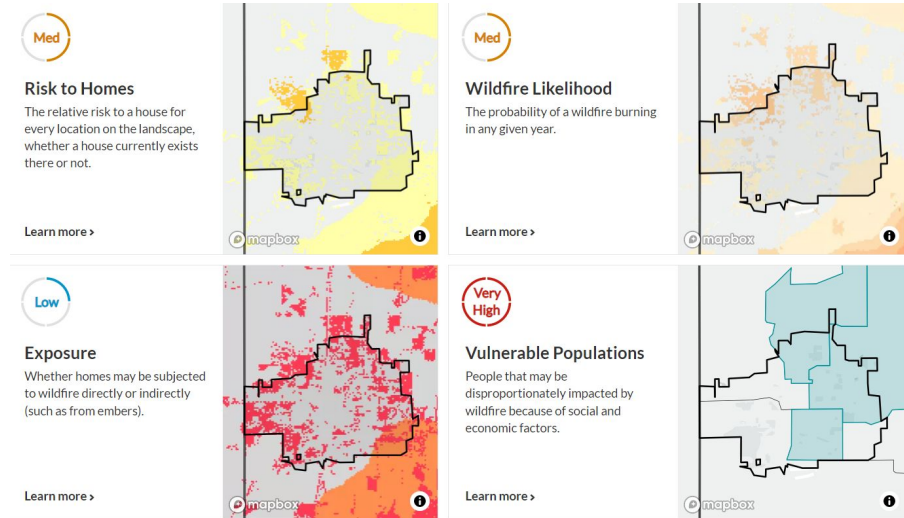 Med
Risk to Homes
The relative risk to a house for
every location on the landscape,
whether a house currently exists
there or not.
Learn more ›
mapbox
Med
Wildfire Likelihood
The probability of a wildfire burning
in any given year.
Learn more ›
mapbox
Low
Exposure
Whether homes may be subjected
to wildfire directly or indirectly
(such as from embers).
Learn more ›
mapbox
Very
High
Vulnerable Populations
People that may be
disproportionately impacted by
wildfire because of social and
economic factors.
Learn more ›
mapbox